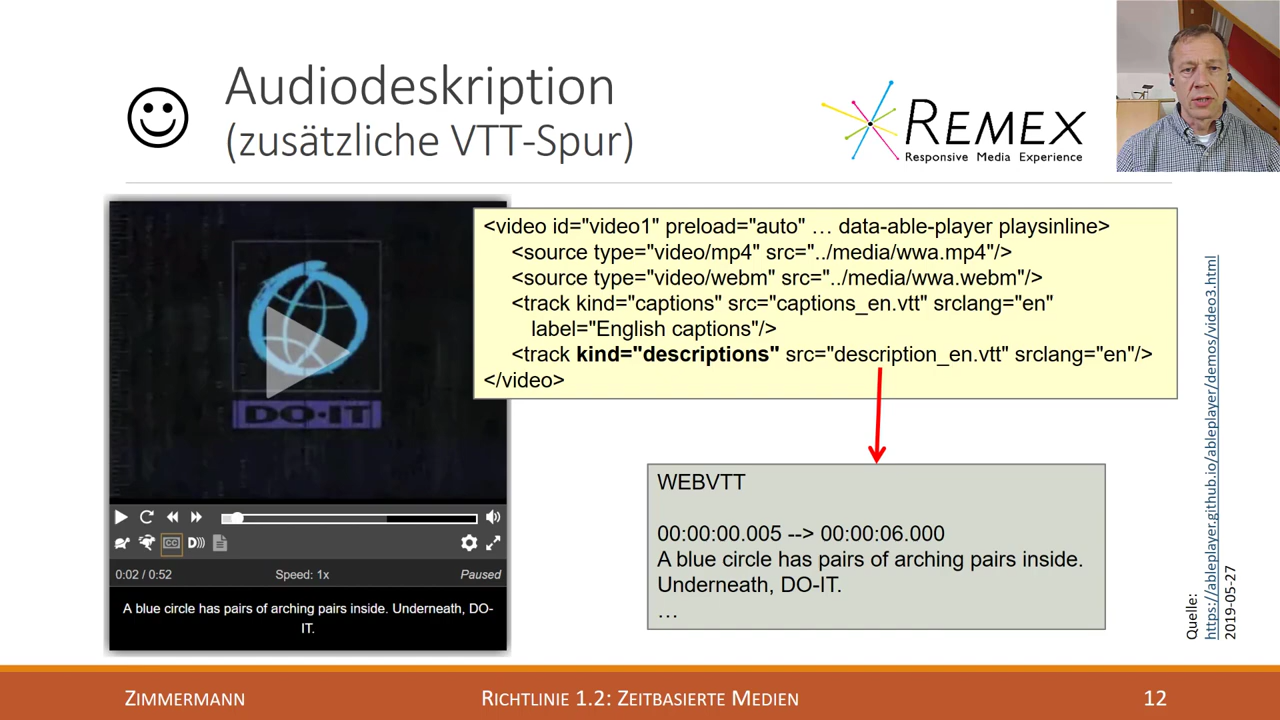 Audiodeskription
(zusätzliche VTT-Spur)
REMEX
Responsive Media Experience
<video id="video1" preload="auto" … data-able-player playsinline>
<source type="video/mp4" src="../media/wwa.mp4"/>
<source type="video/webm" src="../media/wwa.webm"/>
<track kind="captions" src="captions_en.vtt" srclang="en"
label="English captions"/>
<track kind="descriptions" src="description_en.vtt" srclang="en"/>
</video>
DO·IT
CC
D)))
0:02 / 0:52
Speed: 1x
Paused
A blue circle has pairs of arching pairs inside. Underneath, DO-
IT.
WEBVTT
00:00:00.005 --> 00:00:06.000
A blue circle has pairs of arching pairs inside.
Underneath, DO-IT.
…
Quelle:
https://ableplayer.github.io/ableplayer/demos/video3.html
2019-05-27
ZIMMERMANN
RICHTLINIE 1.2: ZEITBASIERTE MEDIEN
12